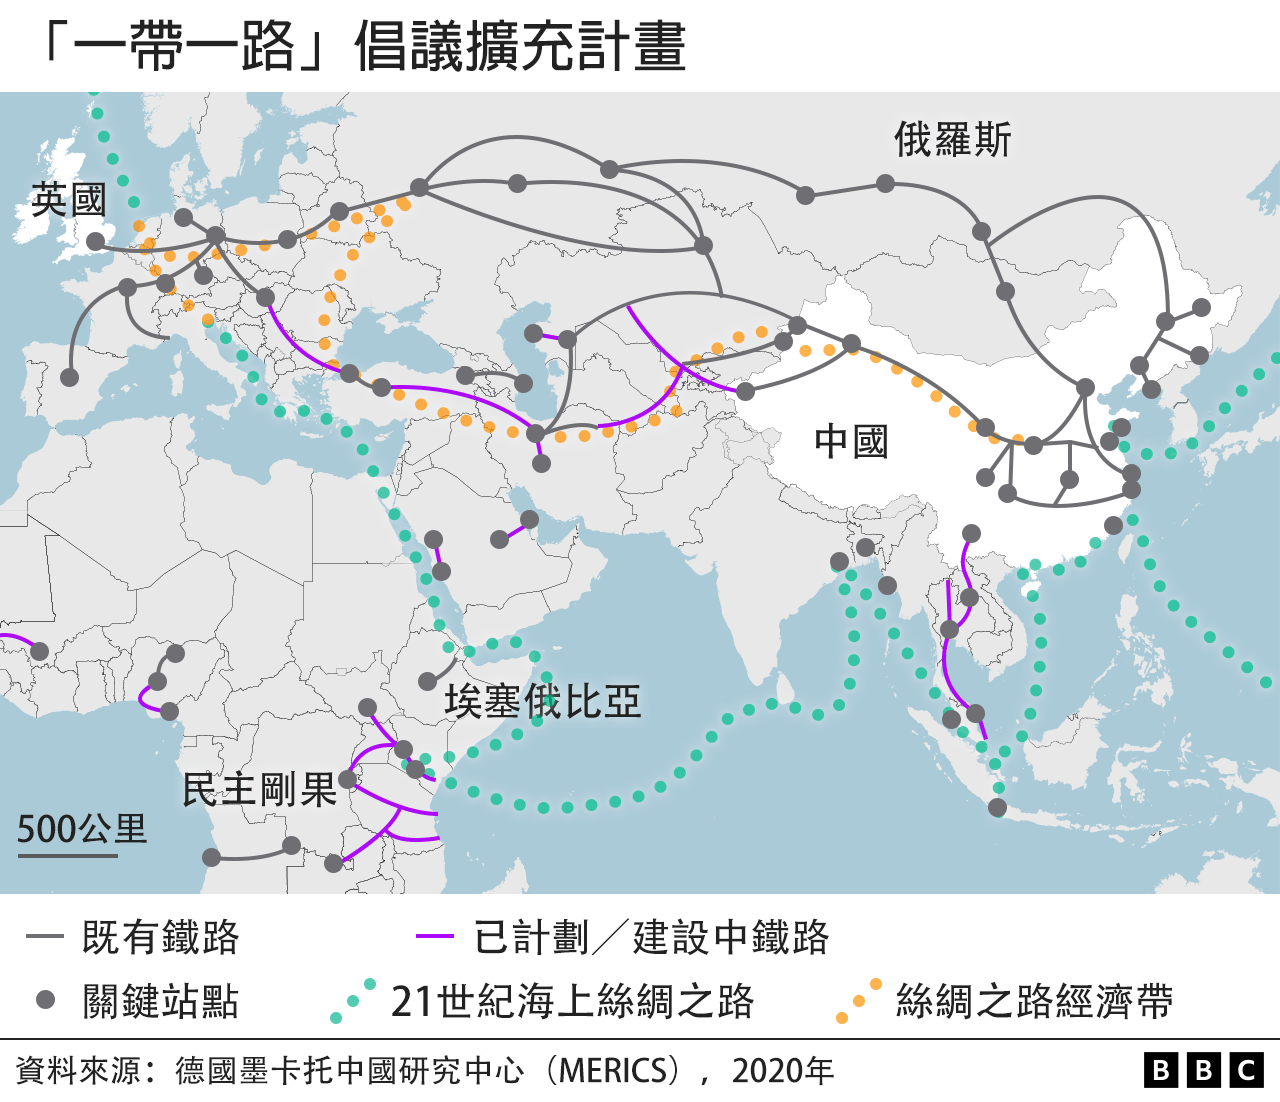 「一帶一路」倡議擴充計畫
俄羅斯
英國
中國
埃塞俄比亞
民主剛果
500公里
既有鐵路
已計劃／建設中鐵路
關鍵站點
21世紀海上絲綢之路
絲綢之路經濟帶
資料來源：德國墨卡托中國研究中心（MERICS），2020年
BBC